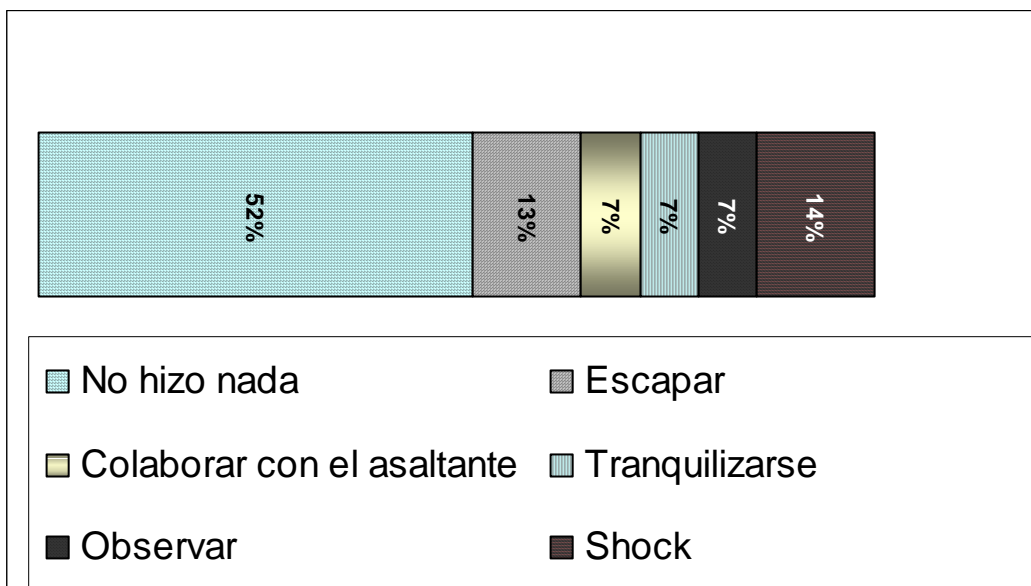 52%
13%
7%
7%
7%
14%
No hizo nada
Escapar
Colaborar con el asaltante
Tranquilizarse
Observar
Shock